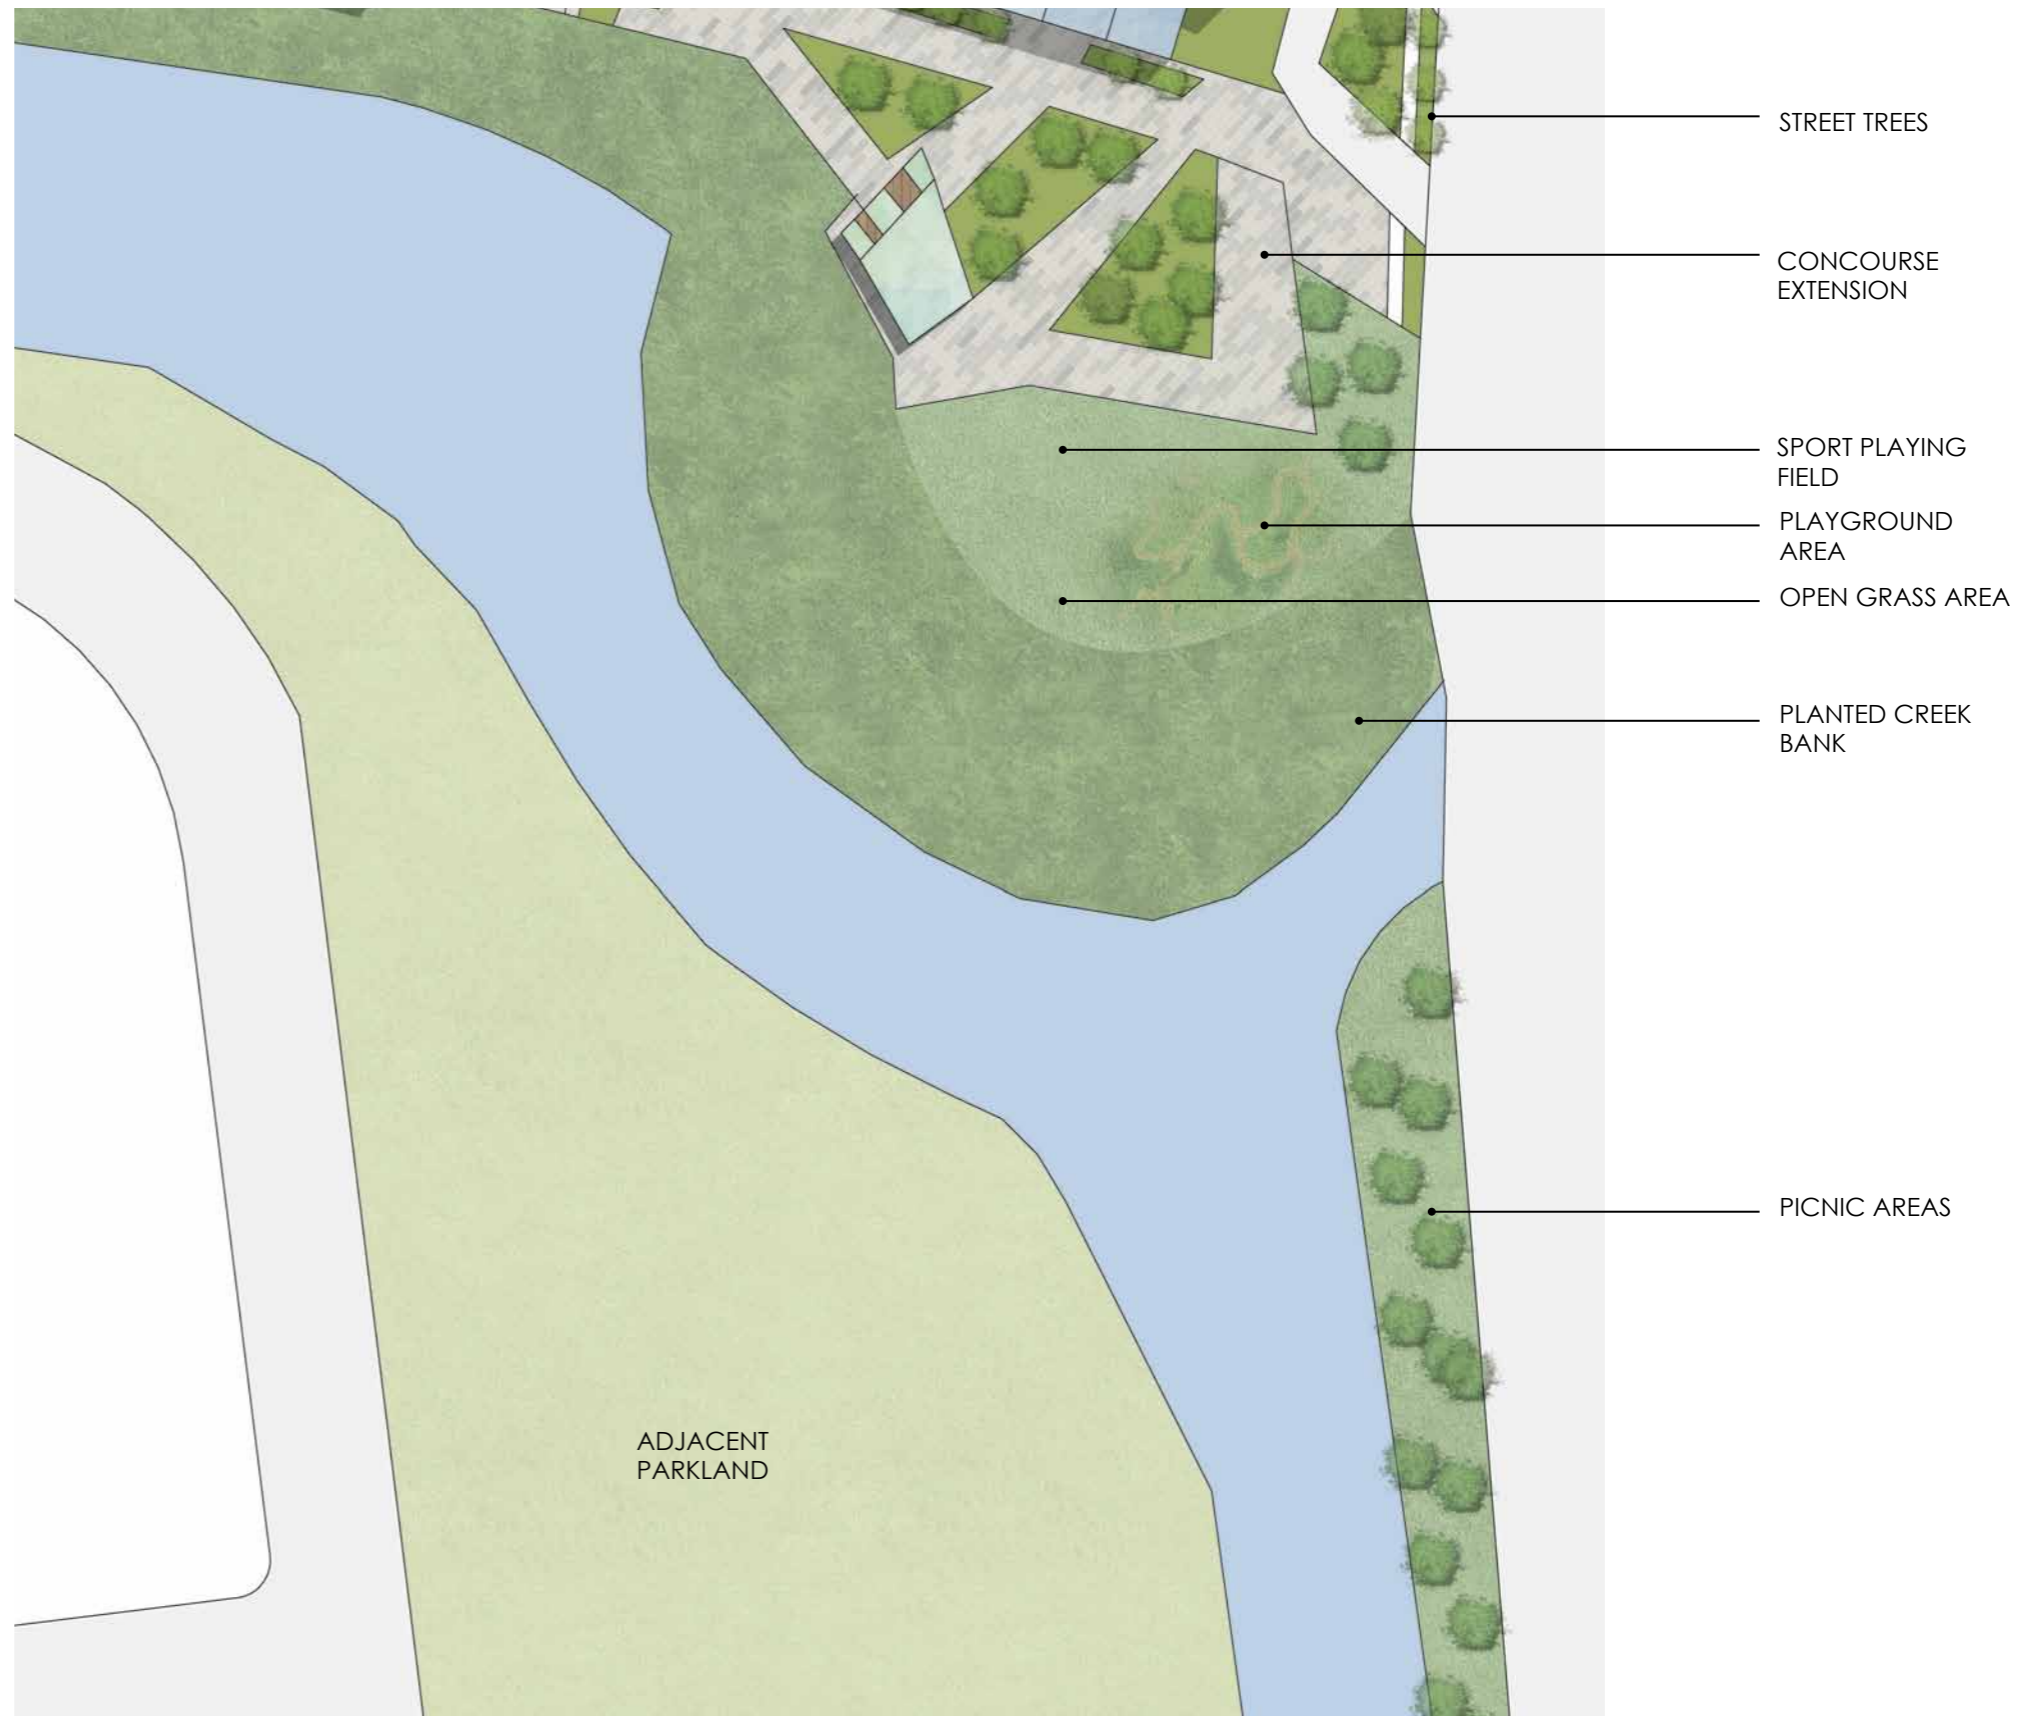 STREET TREES
CONCOURSE
EXTENSION
SPORT PLAYING
FIELD
PLAYGROUND
AREA
OPEN GRASS AREA
PLANTED CREEK
BANK
PICNIC AREAS
ADJACENT
PARKLAND